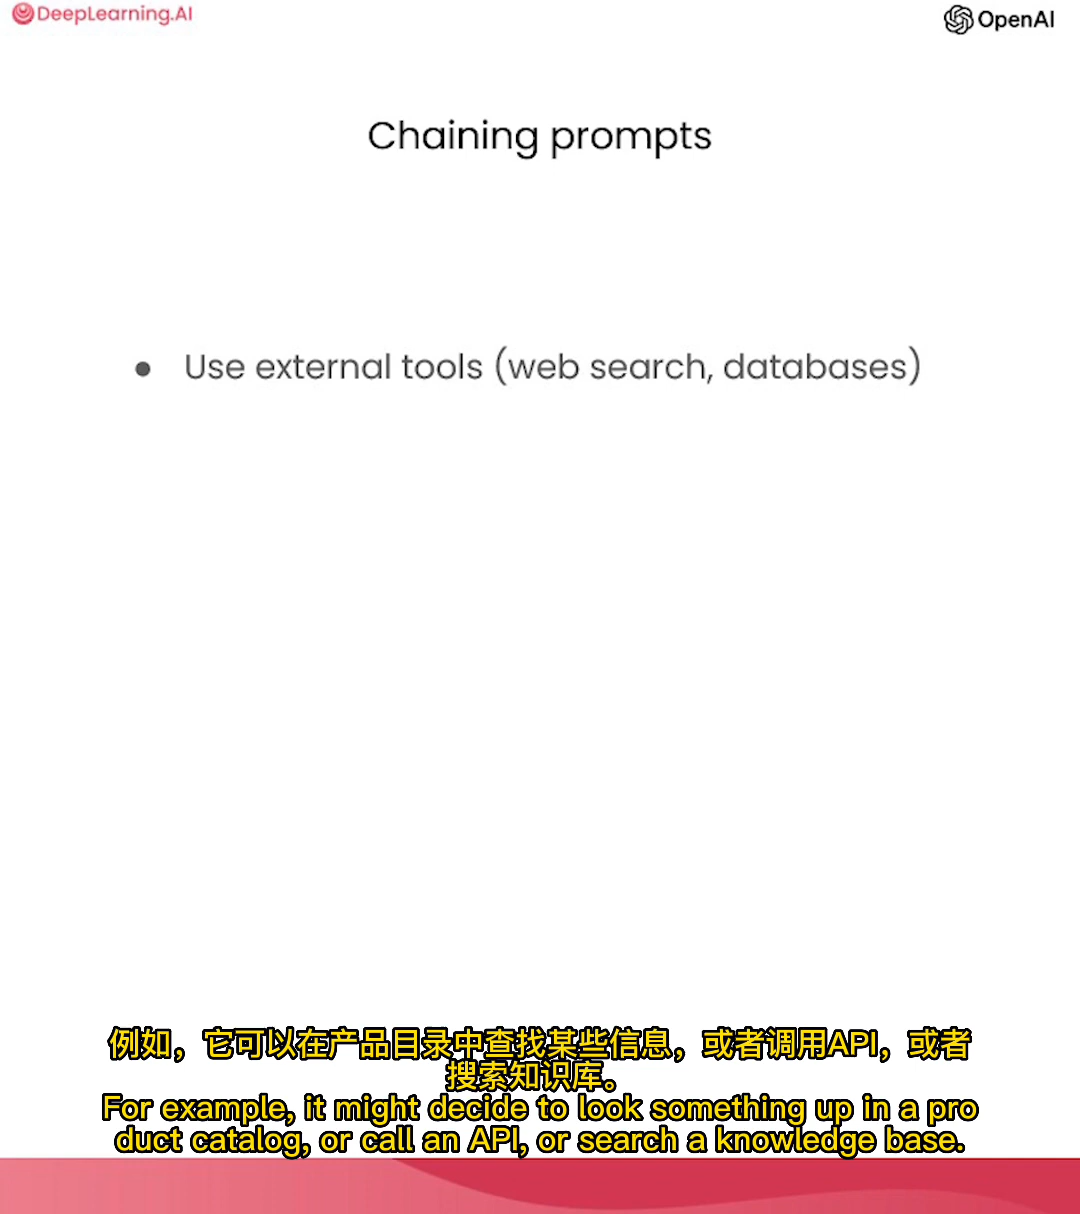 DeepLearning.AI
OpenAI
Chaining prompts
● Use external tools (web search, databases)
例如，它可以在产品目录中查找某些信息，或者调用API，或者
搜索知识库。
For example, it might decide to look something up in a pro
duct catalog, or call an API, or search a knowledge base.